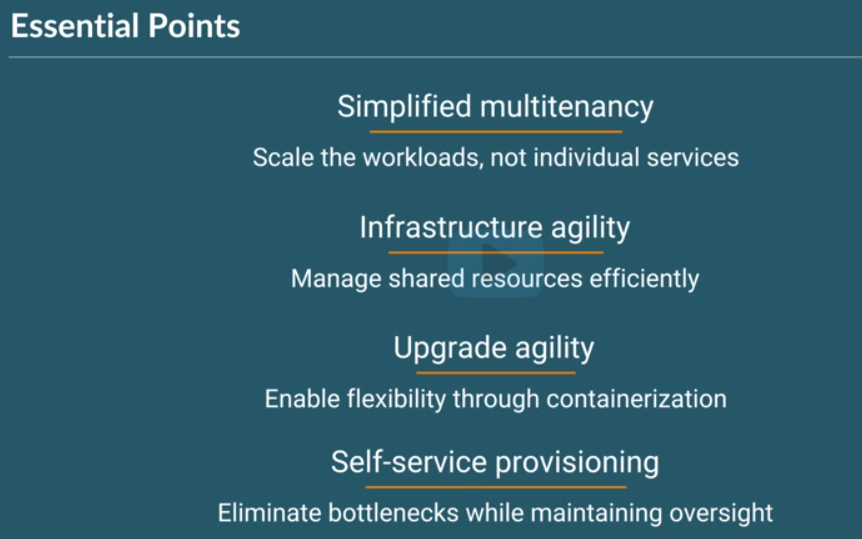 Essential Points
Simplified multitenancy
Scale the workloads, not individual services
Infrastructure agility
Manage shared resources efficiently
Upgrade agility
Enable flexibility through containerization
Self-service provisioning
Eliminate bottlenecks while maintaining oversight